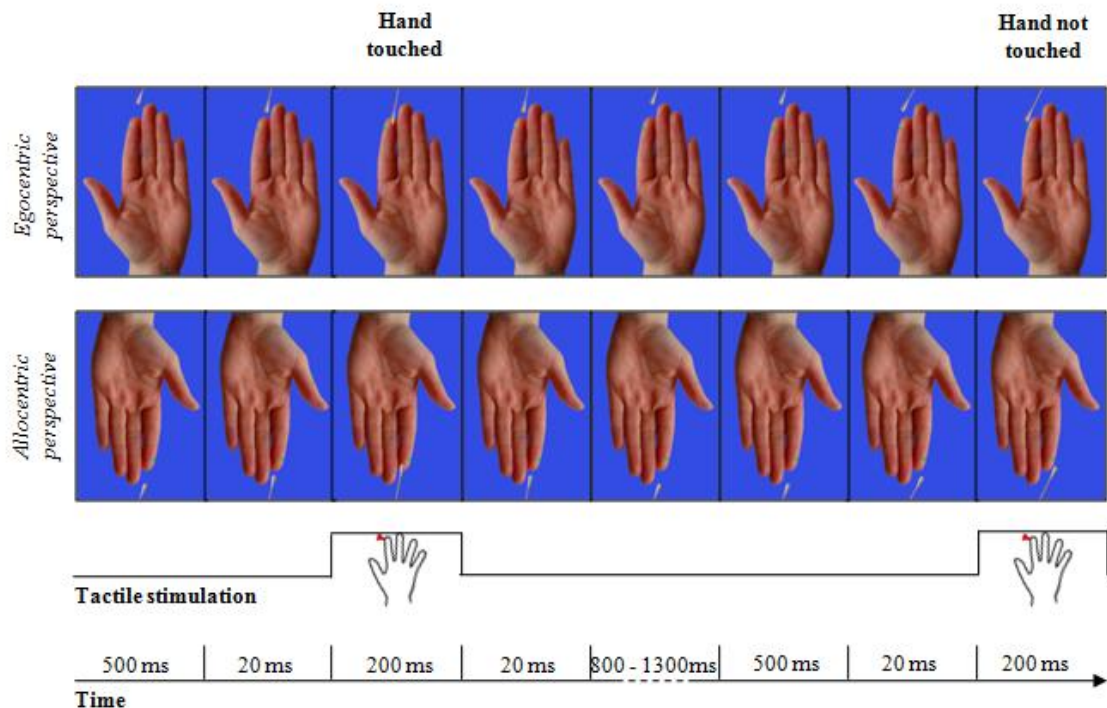 Hand
touched
Hand not
touched
Egocentric
perspective
Allocentric
perspective
Tactile stimulation
500 ms
20 ms
200 ms
20 ms
800 - 1300ms
500 ms
20 ms
200 ms
Time